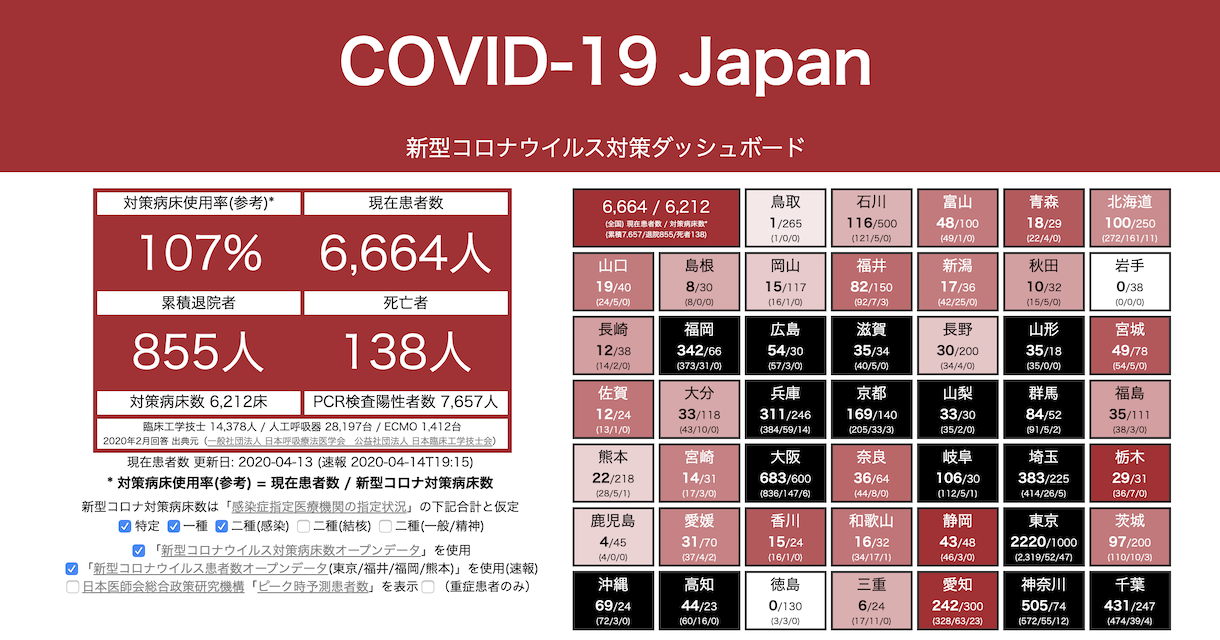 COVID-19 Japan
新型コロナウイルス対策ダッシュボード
対策病床使用率(参考)*
現在患者数
107%
6,664人
累積退院者
死亡者
855人
138人
対策病床数 6,212床
PCR検査陽性者数 7,657人
臨床工学技士 14,378人 / 人工呼吸器 28,197台 / ECMO 1,412台
2020年2月回答 出典元 (一般社団法人 日本呼吸療法医学会 公益社団法人 日本臨床工学技士会)
現在患者数 更新日: 2020-04-13 (速報 2020-04-14T19:15)
* 対策病床使用率(参考) = 現在患者数 / 新型コロナ対策病床数
新型コロナ対策病床数は「感染症指定医療機関の指定状況」の下記合計と仮定
特定 一種 二種(感染) 二種(結核) 二種(一般/精神)
「新型コロナウイルス対策病床数オープンデータ」を使用
「新型コロナウイルス患者数オープンデータ(東京/福井/福岡/熊本)」を使用(速報)
日本医師会総合政策研究機構「ピーク時予測患者数」を表示 (重症患者のみ)
6,664 / 6,212
(全国) 現在患者数 / 対策病床数*
(累積7,657/退院855/死者138)
鳥取
1/265
(1/0/0)
石川
116/500
(121/5/0)
富山
48/100
(49/1/0)
青森
18/29
(22/4/0)
北海道
100/250
(272/161/11)
山口
19/40
(24/5/0)
島根
8/30
(8/0/0)
岡山
15/117
(16/1/0)
福井
82/150
(92/7/3)
新潟
17/36
(42/25/0)
秋田
10/32
(15/5/0)
岩手
0/38
(0/0/0)
長崎
12/38
(14/2/0)
福岡
342/66
(373/31/0)
広島
54/30
(57/3/0)
滋賀
35/34
(40/5/0)
長野
30/200
(34/4/0)
山形
35/18
(35/0/0)
宮城
49/78
(54/5/0)
佐賀
12/24
(13/1/0)
大分
33/118
(43/10/0)
兵庫
311/246
(384/59/14)
京都
169/140
(205/33/3)
山梨
33/30
(35/2/0)
群馬
84/52
(91/5/2)
福島
35/111
(38/3/0)
熊本
22/218
(28/5/1)
宮崎
14/31
(17/3/0)
大阪
683/600
(836/147/6)
奈良
36/64
(44/8/0)
岐阜
106/30
(112/5/1)
埼玉
383/225
(414/26/5)
栃木
29/31
(36/7/0)
鹿児島
4/45
(4/0/0)
愛媛
31/70
(37/4/2)
香川
15/24
(16/1/0)
和歌山
16/32
(34/17/1)
静岡
43/48
(46/3/0)
東京
2220/1000
(2,319/52/47)
茨城
97/200
(110/10/3)
沖縄
69/24
(72/3/0)
高知
44/23
(60/16/0)
徳島
0/130
(3/3/0)
三重
6/24
(17/11/0)
愛知
242/300
(328/63/23)
神奈川
505/74
(572/55/12)
千葉
431/247
(474/39/4)